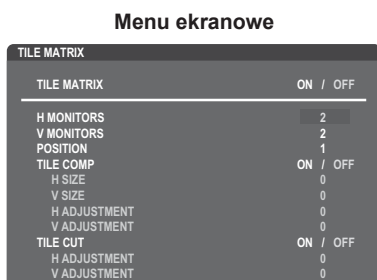 Menu ekranowe
TILE MATRIX
TILE MATRIX ON / OFF
H MONITORS 2
V MONITORS 2
POSITION 1
TILE COMP ON / OFF
H SIZE 0
V SIZE 0
H ADJUSTMENT 0
V ADJUSTMENT 0
TILE CUT ON / OFF
H ADJUSTMENT 0
V ADJUSTMENT 0